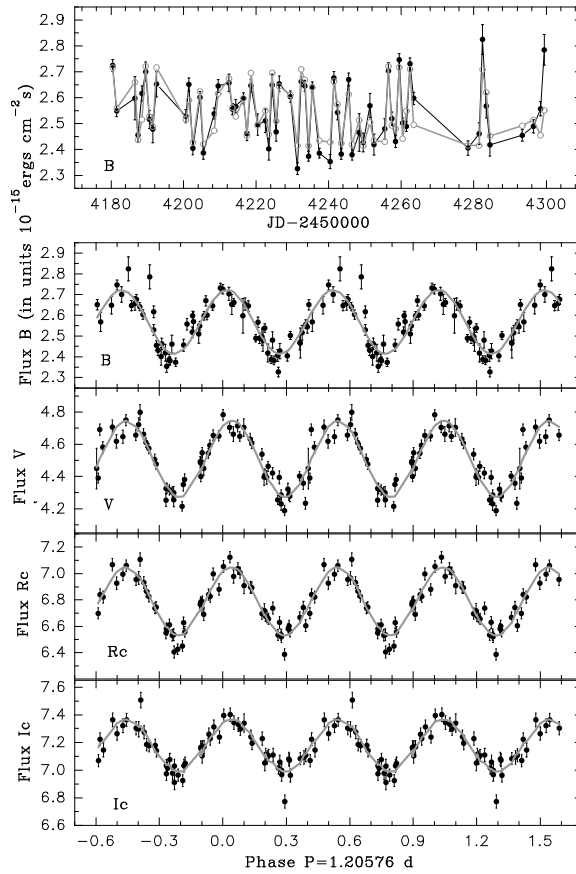 2.9
2.8
2.7
2.6
2.5
2.4
2.3
B
4180 4200 4220 4240 4260 4280 4300
JD-2450000
Flux B (in units 10⁻¹⁵ergs cm⁻²s)
2.9
2.8
2.7
2.6
2.5
2.4
2.3
B
Flux V
4.8
4.6
4.4
4.2
V
Flux Rc
7.2
7.0
6.8
6.6
6.4
Rc
Flux Ic
7.6
7.4
7.2
7.0
6.8
Ic
-0.6 -0.3 0.0 0.3 0.6 0.9 1.2 1.5
Phase P=1.20576 d